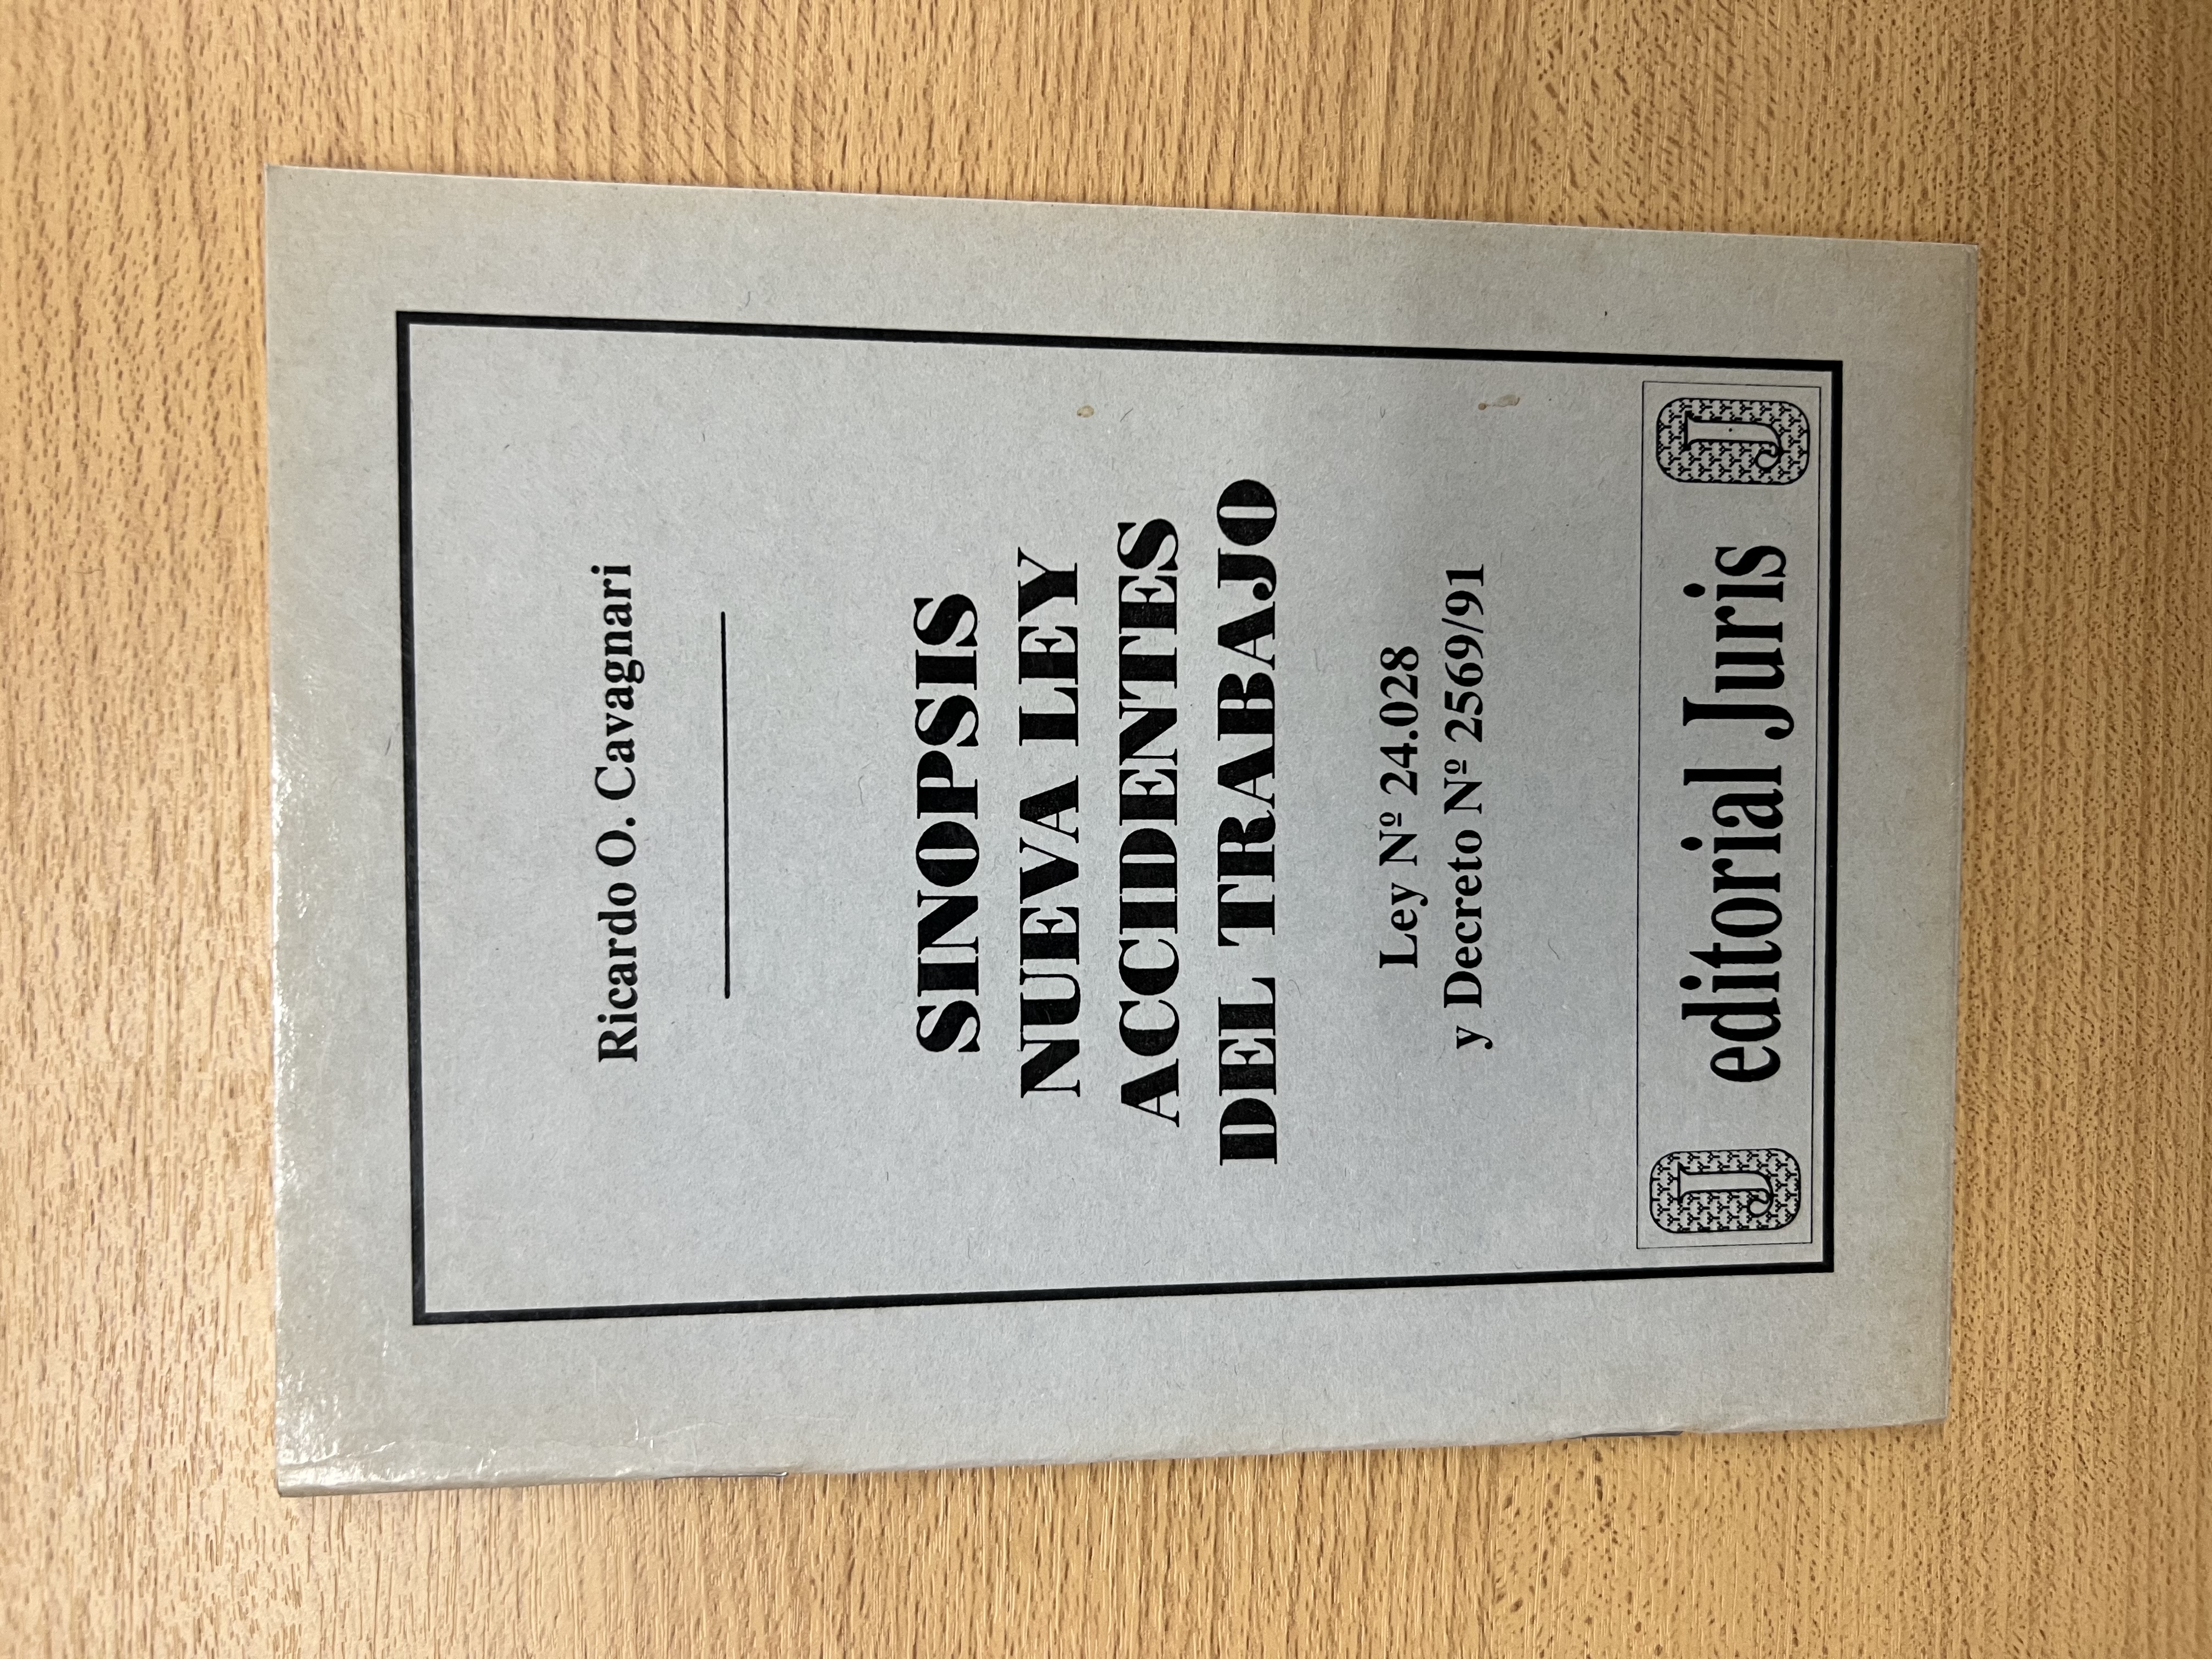 Ricardo O. Cavagnari
SINOPSIS
NUEVA LEY
ACCIDENTES
DEL TRABAJO
Ley Nº 24.028
y Decreto Nº 2569/91
J editorial Juris J